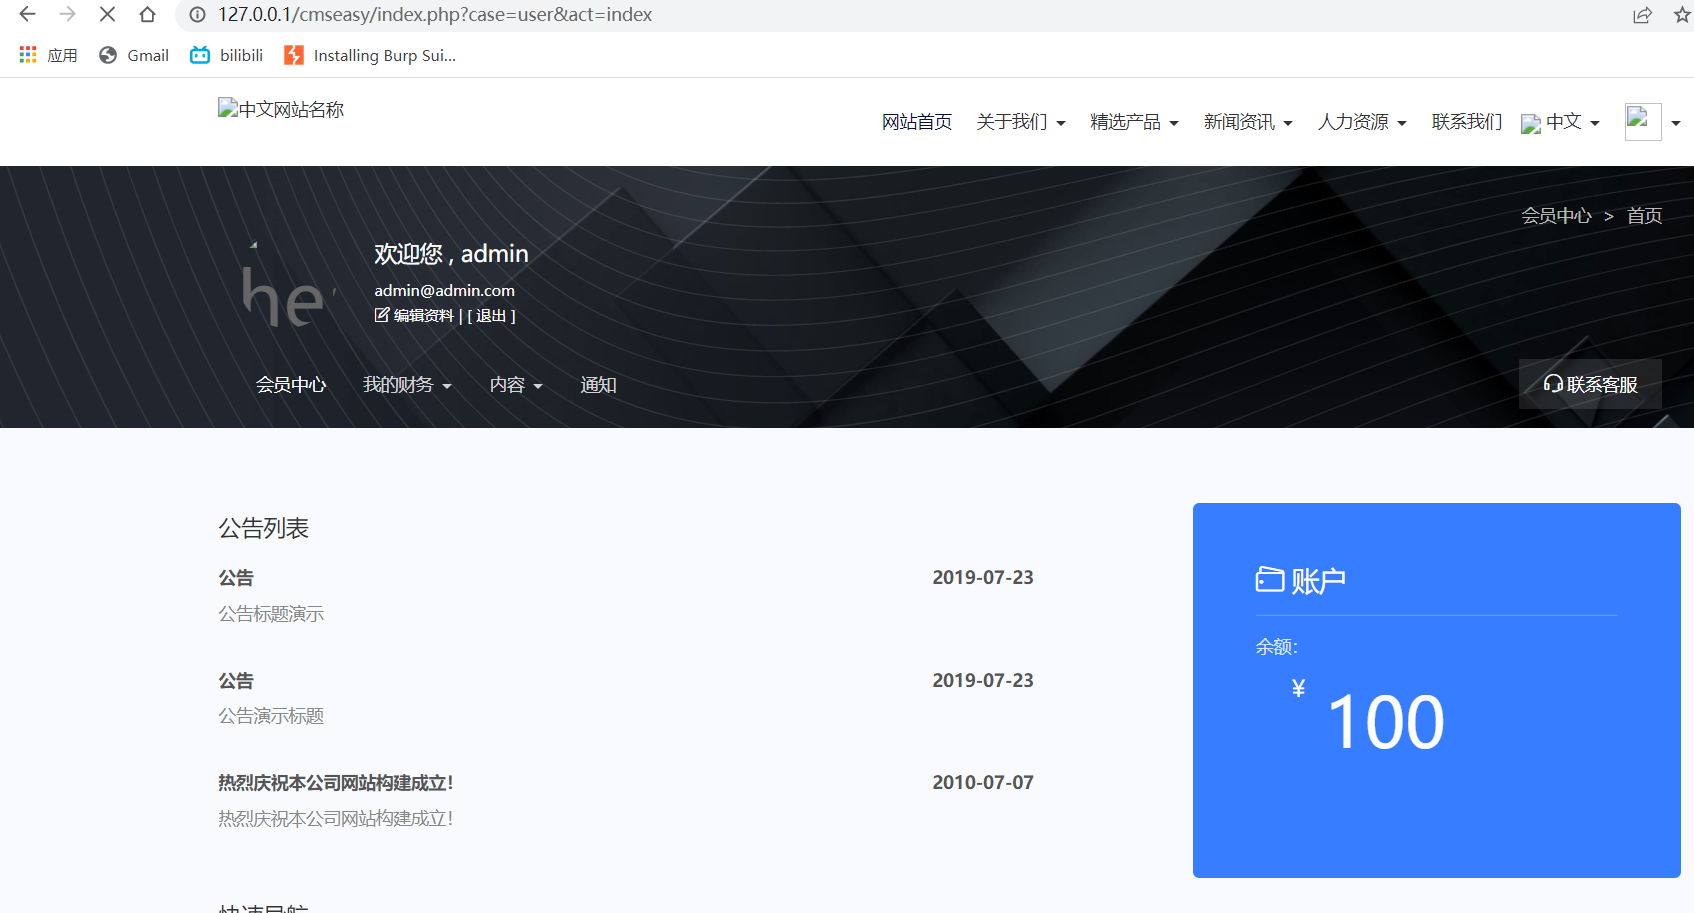 127.0.0.1/cmseasy/index.php?case=user&act=index
应用 Gmail bilibili Installing Burp Sui...
中文网站名称
网站首页 关于我们 精选产品 新闻资讯 人力资源 联系我们 中文
会员中心 > 首页
he
欢迎您 , admin
admin@admin.com
编辑资料 | [ 退出 ]
会员中心 我的财务 内容 通知
联系客服
公告列表
公告 2019-07-23
公告标题演示
公告 2019-07-23
公告演示标题
热烈庆祝本公司网站构建成立! 2010-07-07
热烈庆祝本公司网站构建成立!
账户
余额:
¥ 100
快速导航